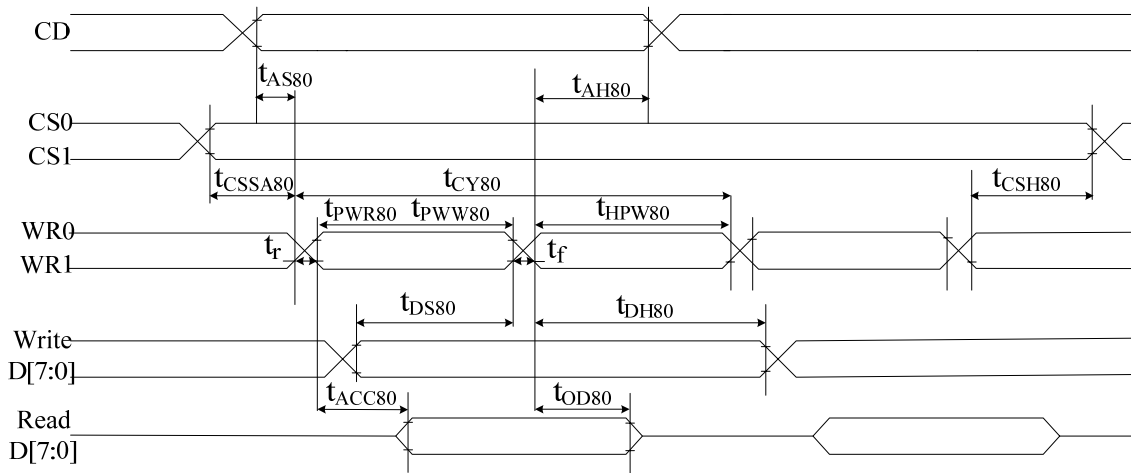 CD
tAS80
tAH80
CS0
CS1
tCSSA80
tCY80
tCSH80
tPWR80 tPWW80
tHPW80
WR0
WR1
tr
tf
tDS80
tDH80
Write
D[7:0]
tACC80
tOD80
Read
D[7:0]